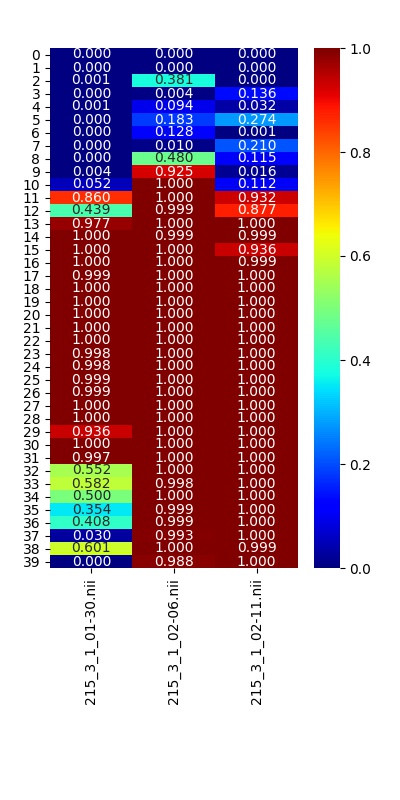 0 0.000 0.000 0.000 1.0
1 0.000 0.000 0.000
2 0.001 0.381 0.000
3 0.000 0.004 0.136
4 0.001 0.094 0.032
5 0.000 0.183 0.274
6 0.000 0.128 0.001
7 0.000 0.010 0.210
8 0.000 0.480 0.115 0.8
9 0.004 0.925 0.016
10 0.052 1.000 0.112
11 0.860 1.000 0.932
12 0.439 0.999 0.877
13 0.977 1.000 1.000
14 1.000 0.999 0.999
15 1.000 1.000 0.936
16 1.000 1.000 0.999 0.6
17 0.999 1.000 1.000
18 1.000 1.000 1.000
19 1.000 1.000 1.000
20 1.000 1.000 1.000
21 1.000 1.000 1.000
22 1.000 1.000 1.000
23 0.998 1.000 1.000
24 0.998 1.000 1.000 0.4
25 0.999 1.000 1.000
26 0.999 1.000 1.000
27 1.000 1.000 1.000
28 1.000 1.000 1.000
29 0.936 1.000 1.000
30 1.000 1.000 1.000
31 0.997 1.000 1.000
32 0.552 1.000 1.000 0.2
33 0.582 0.998 1.000
34 0.500 1.000 1.000
35 0.354 0.999 1.000
36 0.408 0.999 1.000
37 0.030 0.993 1.000
38 0.601 1.000 0.999
39 0.000 0.988 1.000 0.0
215_3_1_01-30.nii
215_3_1_02-06.nii
215_3_1_02-11.nii